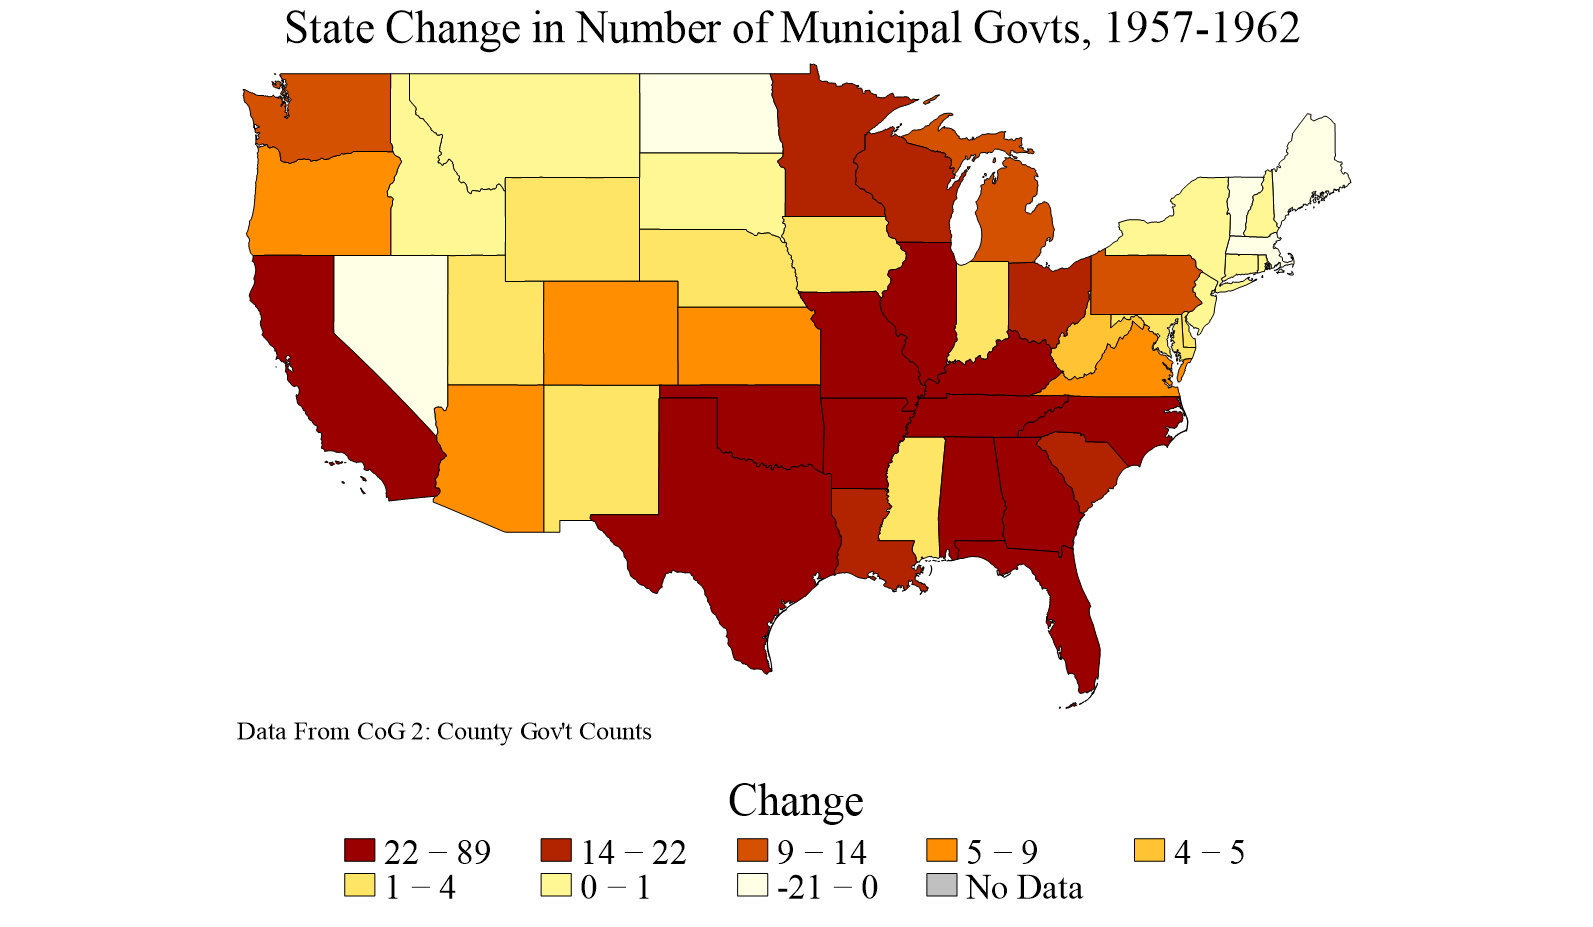 State Change in Number of Municipal Govts, 1957-1962
Data From CoG 2: County Gov't Counts
Change
22 – 89 14 – 22 9 – 14 5 – 9 4 – 5
1 – 4 0 – 1 -21 – 0 No Data